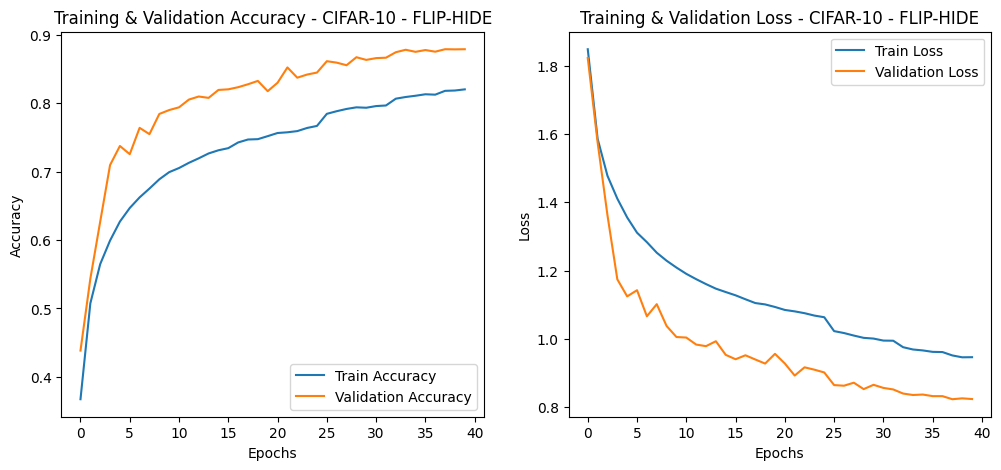 Training & Validation Accuracy - CIFAR-10 - FLIP-HIDE
0.9
0.8
0.7
0.6
0.5
0.4
Accuracy
Train Accuracy
Validation Accuracy
0 5 10 15 20 25 30 35 40
Epochs
Training & Validation Loss - CIFAR-10 - FLIP-HIDE
Train Loss
Validation Loss
1.8
1.6
1.4
1.2
1.0
0.8
Loss
0 5 10 15 20 25 30 35 40
Epochs